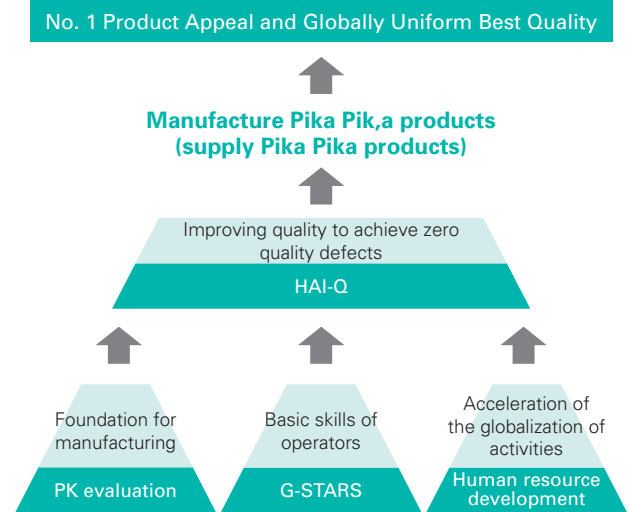 No. 1 Product Appeal and Globally Uniform Best Quality
Manufacture Pika Pik,a products
(supply Pika Pika products)
Improving quality to achieve zero
quality defects
HAI-Q
Foundation for
manufacturing
PK evaluation
Basic skills of
operators
G-STARS
Acceleration of
the globalization of
activities
Human resource
development